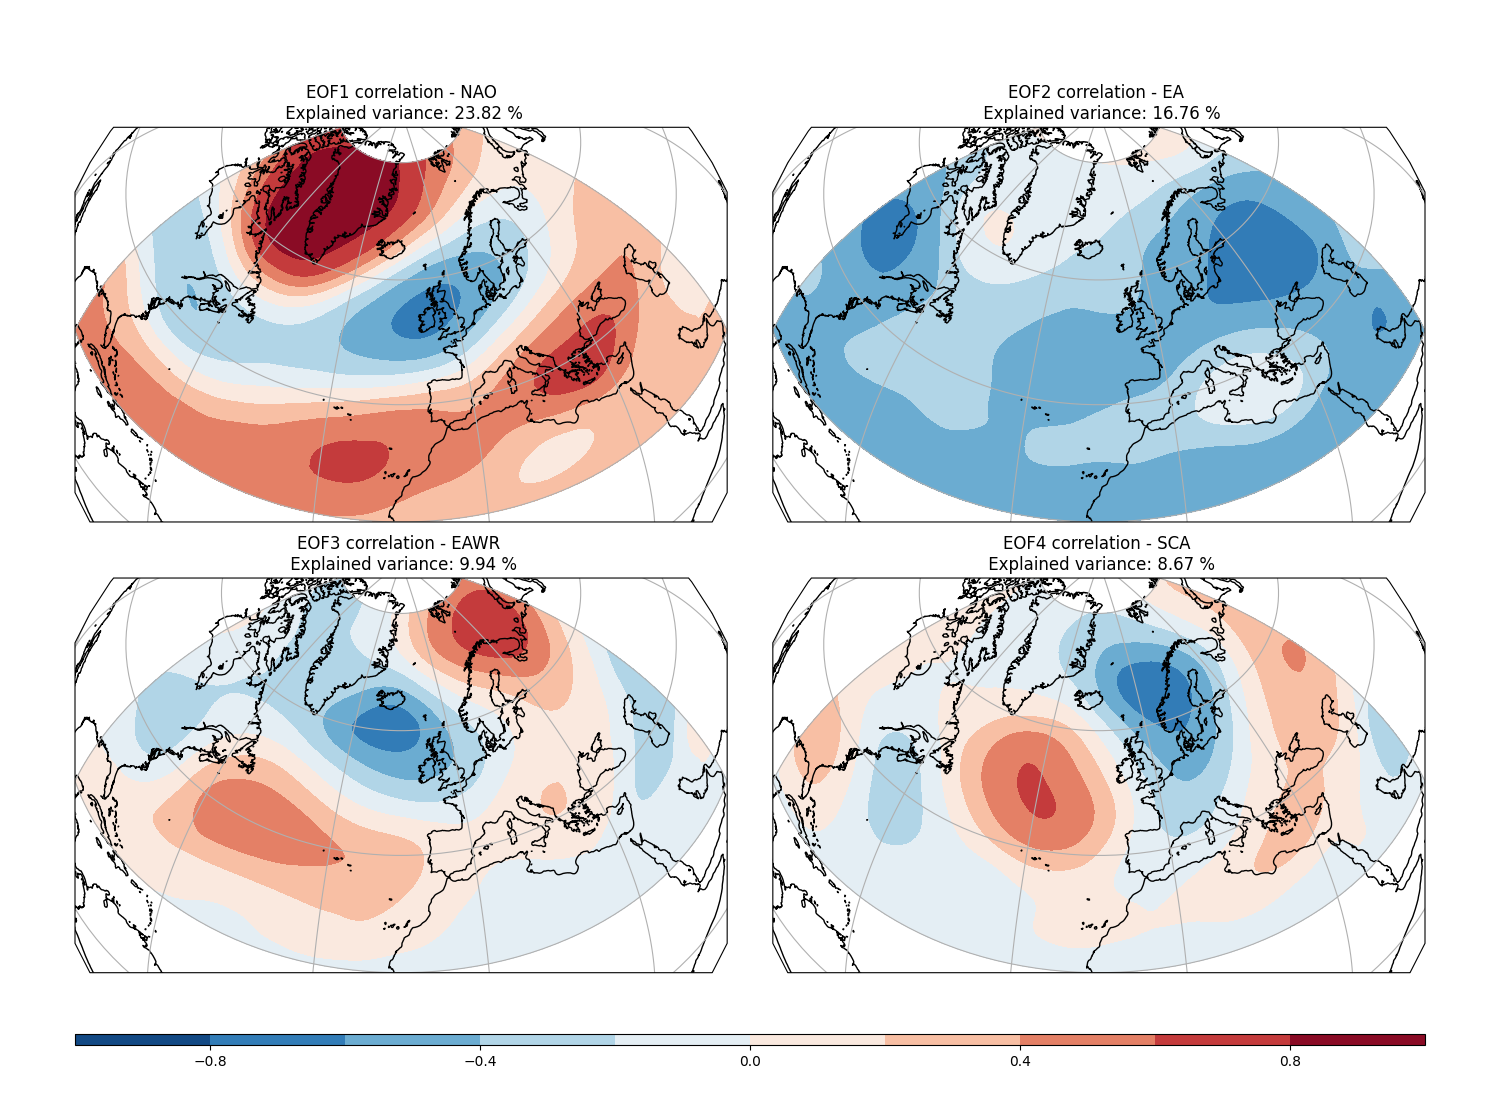 EOF1 correlation - NAO
Explained variance: 23.82 %
EOF2 correlation - EA
Explained variance: 16.76 %
EOF3 correlation - EAWR
Explained variance: 9.94 %
EOF4 correlation - SCA
Explained variance: 8.67 %
−0.8 −0.4 0.0 0.4 0.8